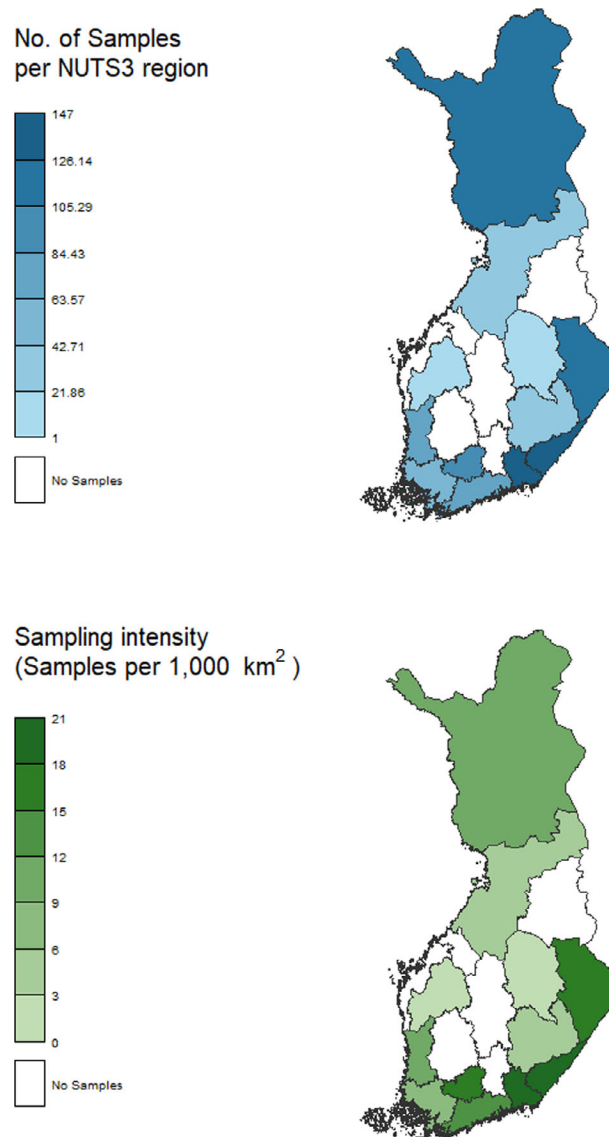 No. of Samples
per NUTS3 region
147
126.14
105.29
84.43
63.57
42.71
21.86
1
No Samples
Sampling intensity
(Samples per 1,000 km²)
21
18
15
12
9
6
3
0
No Samples